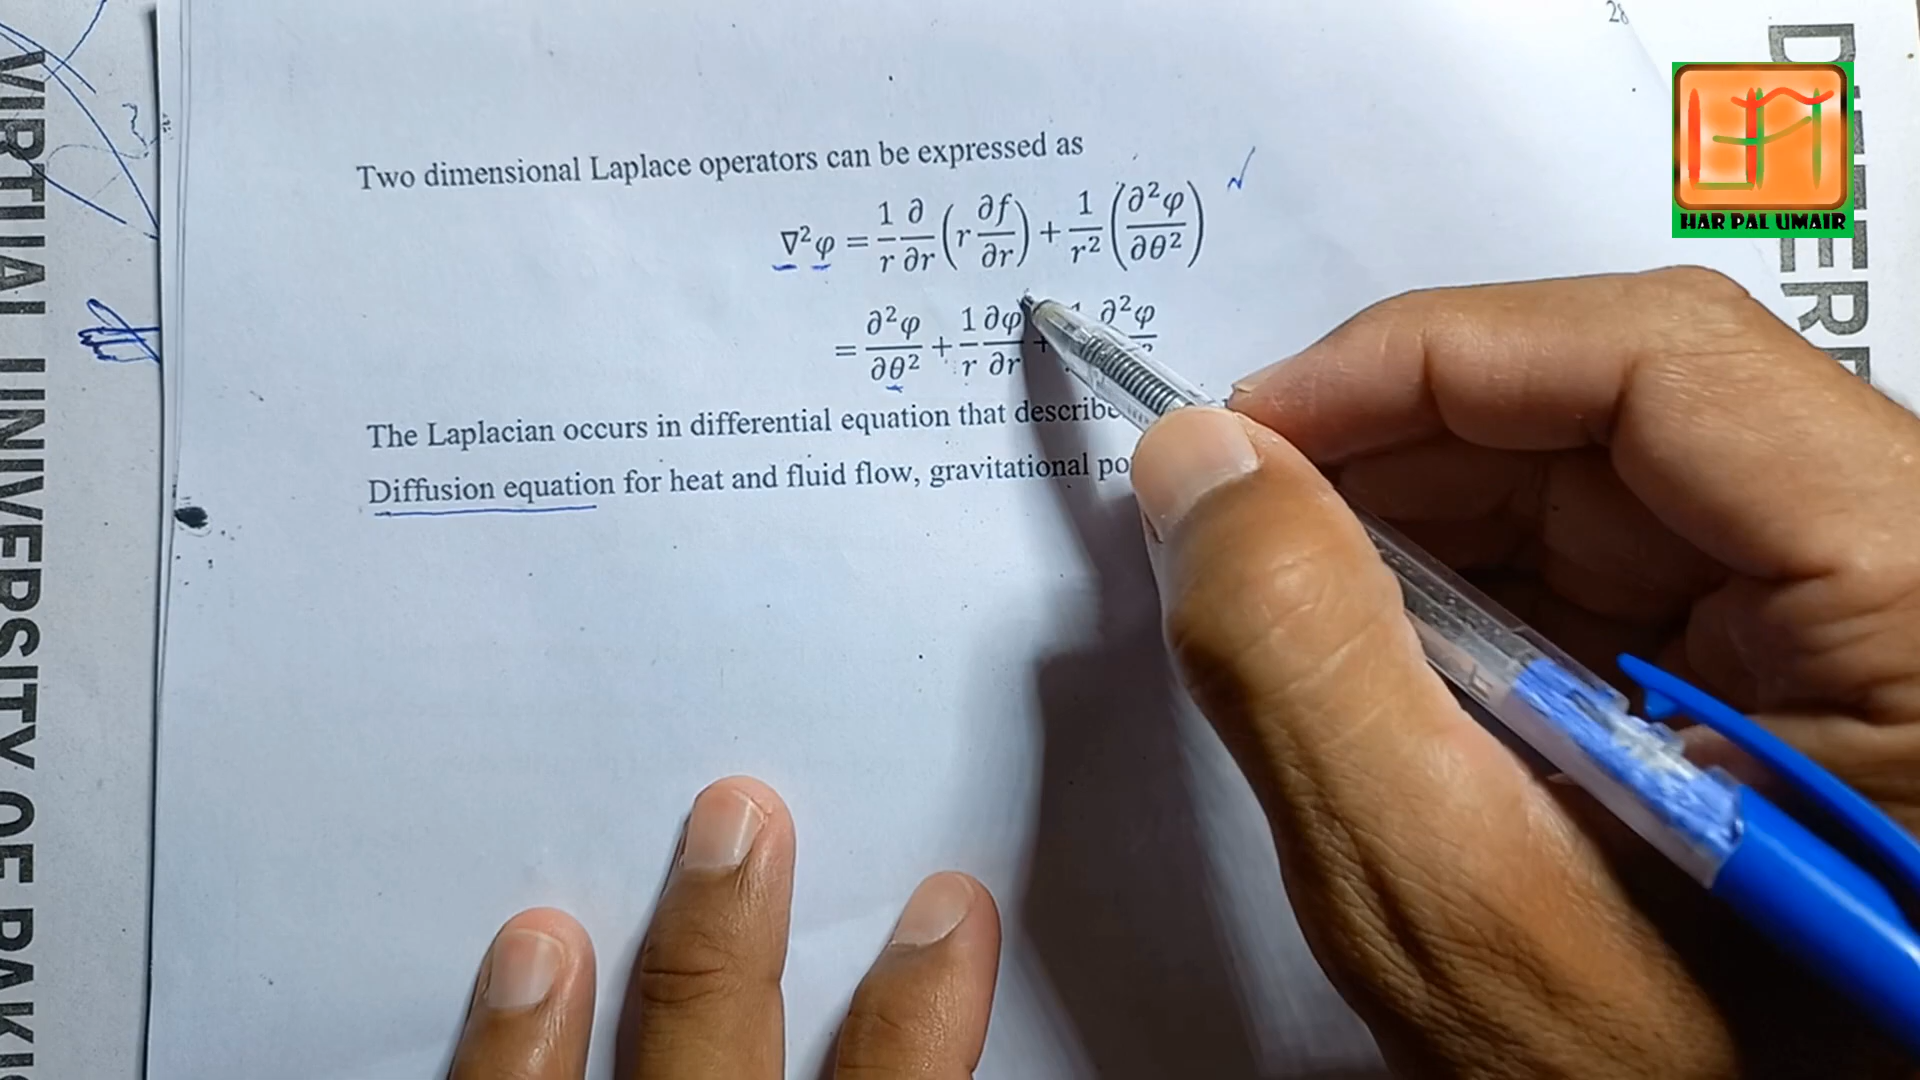 28
Two dimensional Laplace operators can be expressed as
∇²φ = 1/r ∂/∂r (r ∂f/∂r) + 1/r² (∂²φ/∂θ²)
= ∂²φ/∂θ² + 1/r ∂φ/∂r + ∂²φ
The Laplacian occurs in differential equation that describe
Diffusion equation for heat and fluid flow, gravitational
HAR PAL UMAIR
VIRTUAL UNIVERSITY OF